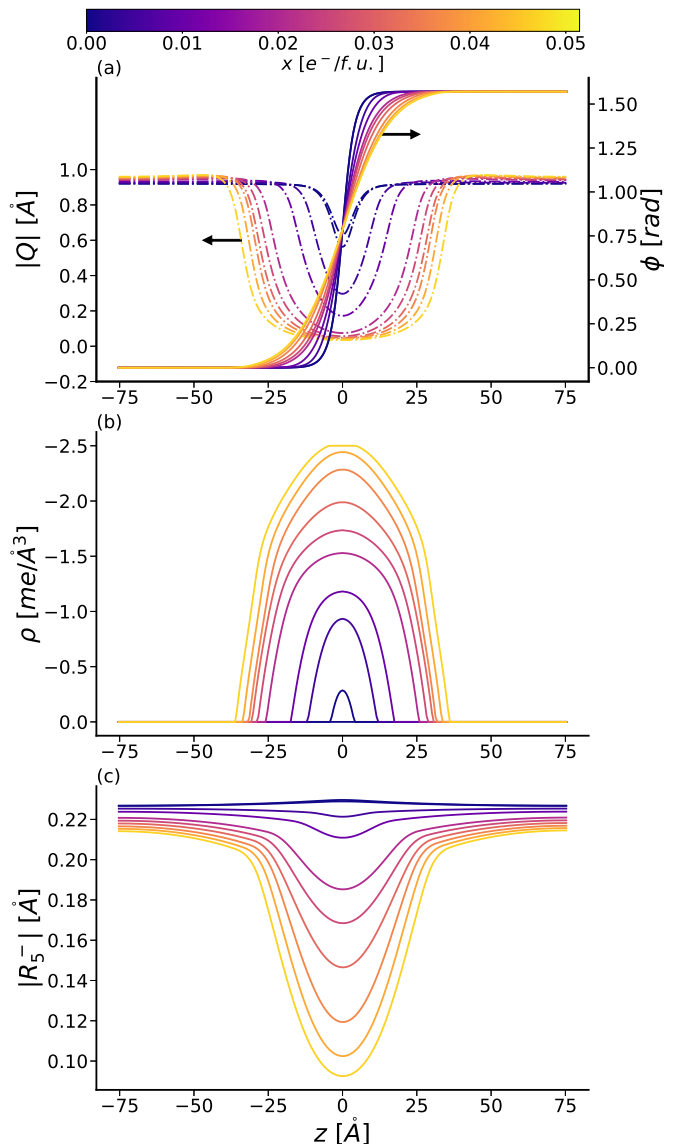 0.00 0.01 0.02 0.03 0.04 0.05
x [e⁻/f.u.]
(a)
|Q| [Å]
1.0
0.8
0.6
0.4
0.2
0.0
−0.2
1.50
1.25
1.00
0.75
0.50
0.25
0.00
ϕ [rad]
−75 −50 −25 0 25 50 75
(b)
ρ [me/Å³]
−2.5
−2.0
−1.5
−1.0
−0.5
0.0
−75 −50 −25 0 25 50 75
(c)
|R₅⁻| [Å]
0.22
0.20
0.18
0.16
0.14
0.12
0.10
−75 −50 −25 0 25 50 75
z [Å]